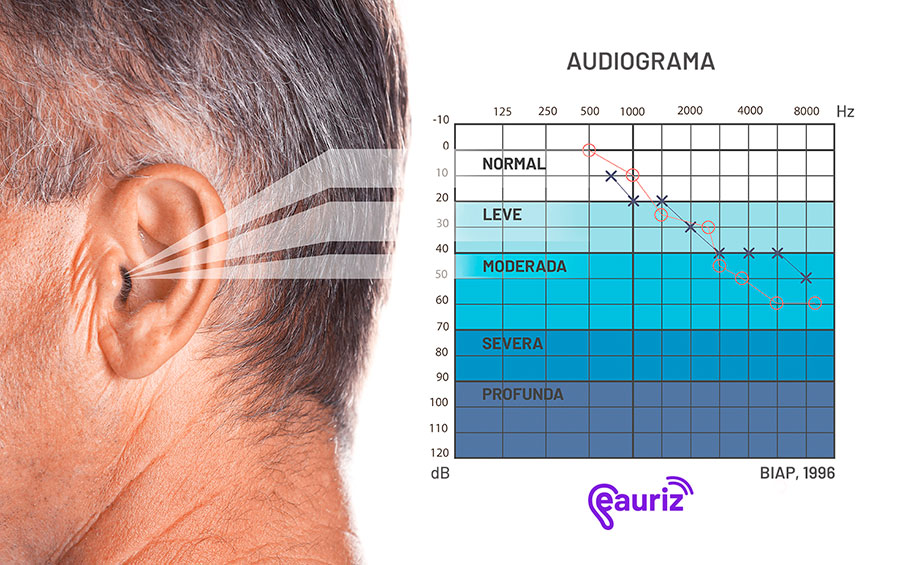 AUDIOGRAMA
125 250 500 1000 2000 4000 8000 Hz
-10
0
NORMAL
10
20
LEVE
30
40
MODERADA
50
60
70
SEVERA
80
90
PROFUNDA
100
110
120
dB
BIAP, 1996
eauriz